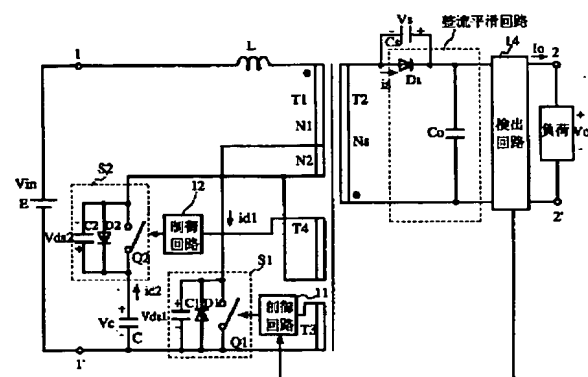 Vs
整流平滑回路
14
Io
1
L
Cs
2
is
Ds
T1
T2
N1
Ns
Co
検出
回路
負荷
+
Vo
-
N2
S2
12
Vin
E
C2
D2
Vds2
Q2
制御
回路
id1
T4
S1
2'
id2
11
Vc
C
Vds1
C1
D1
制御
回路
T3
Q1
1'